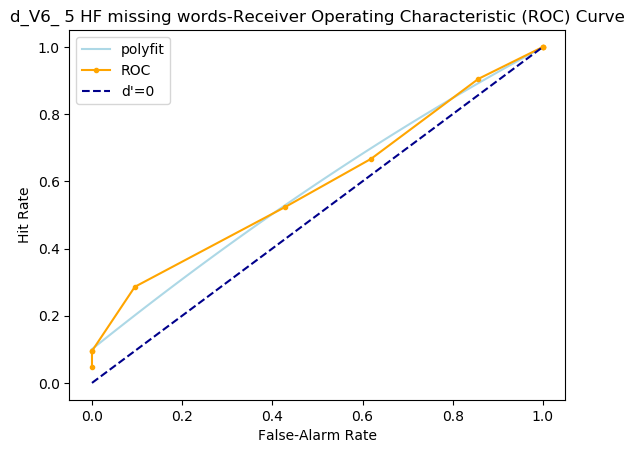 d_V6_ 5 HF missing words-Receiver Operating Characteristic (ROC) Curve
polyfit
ROC
d'=0
1.0
0.8
0.6
0.4
0.2
0.0
Hit Rate
0.0 0.2 0.4 0.6 0.8 1.0
False-Alarm Rate